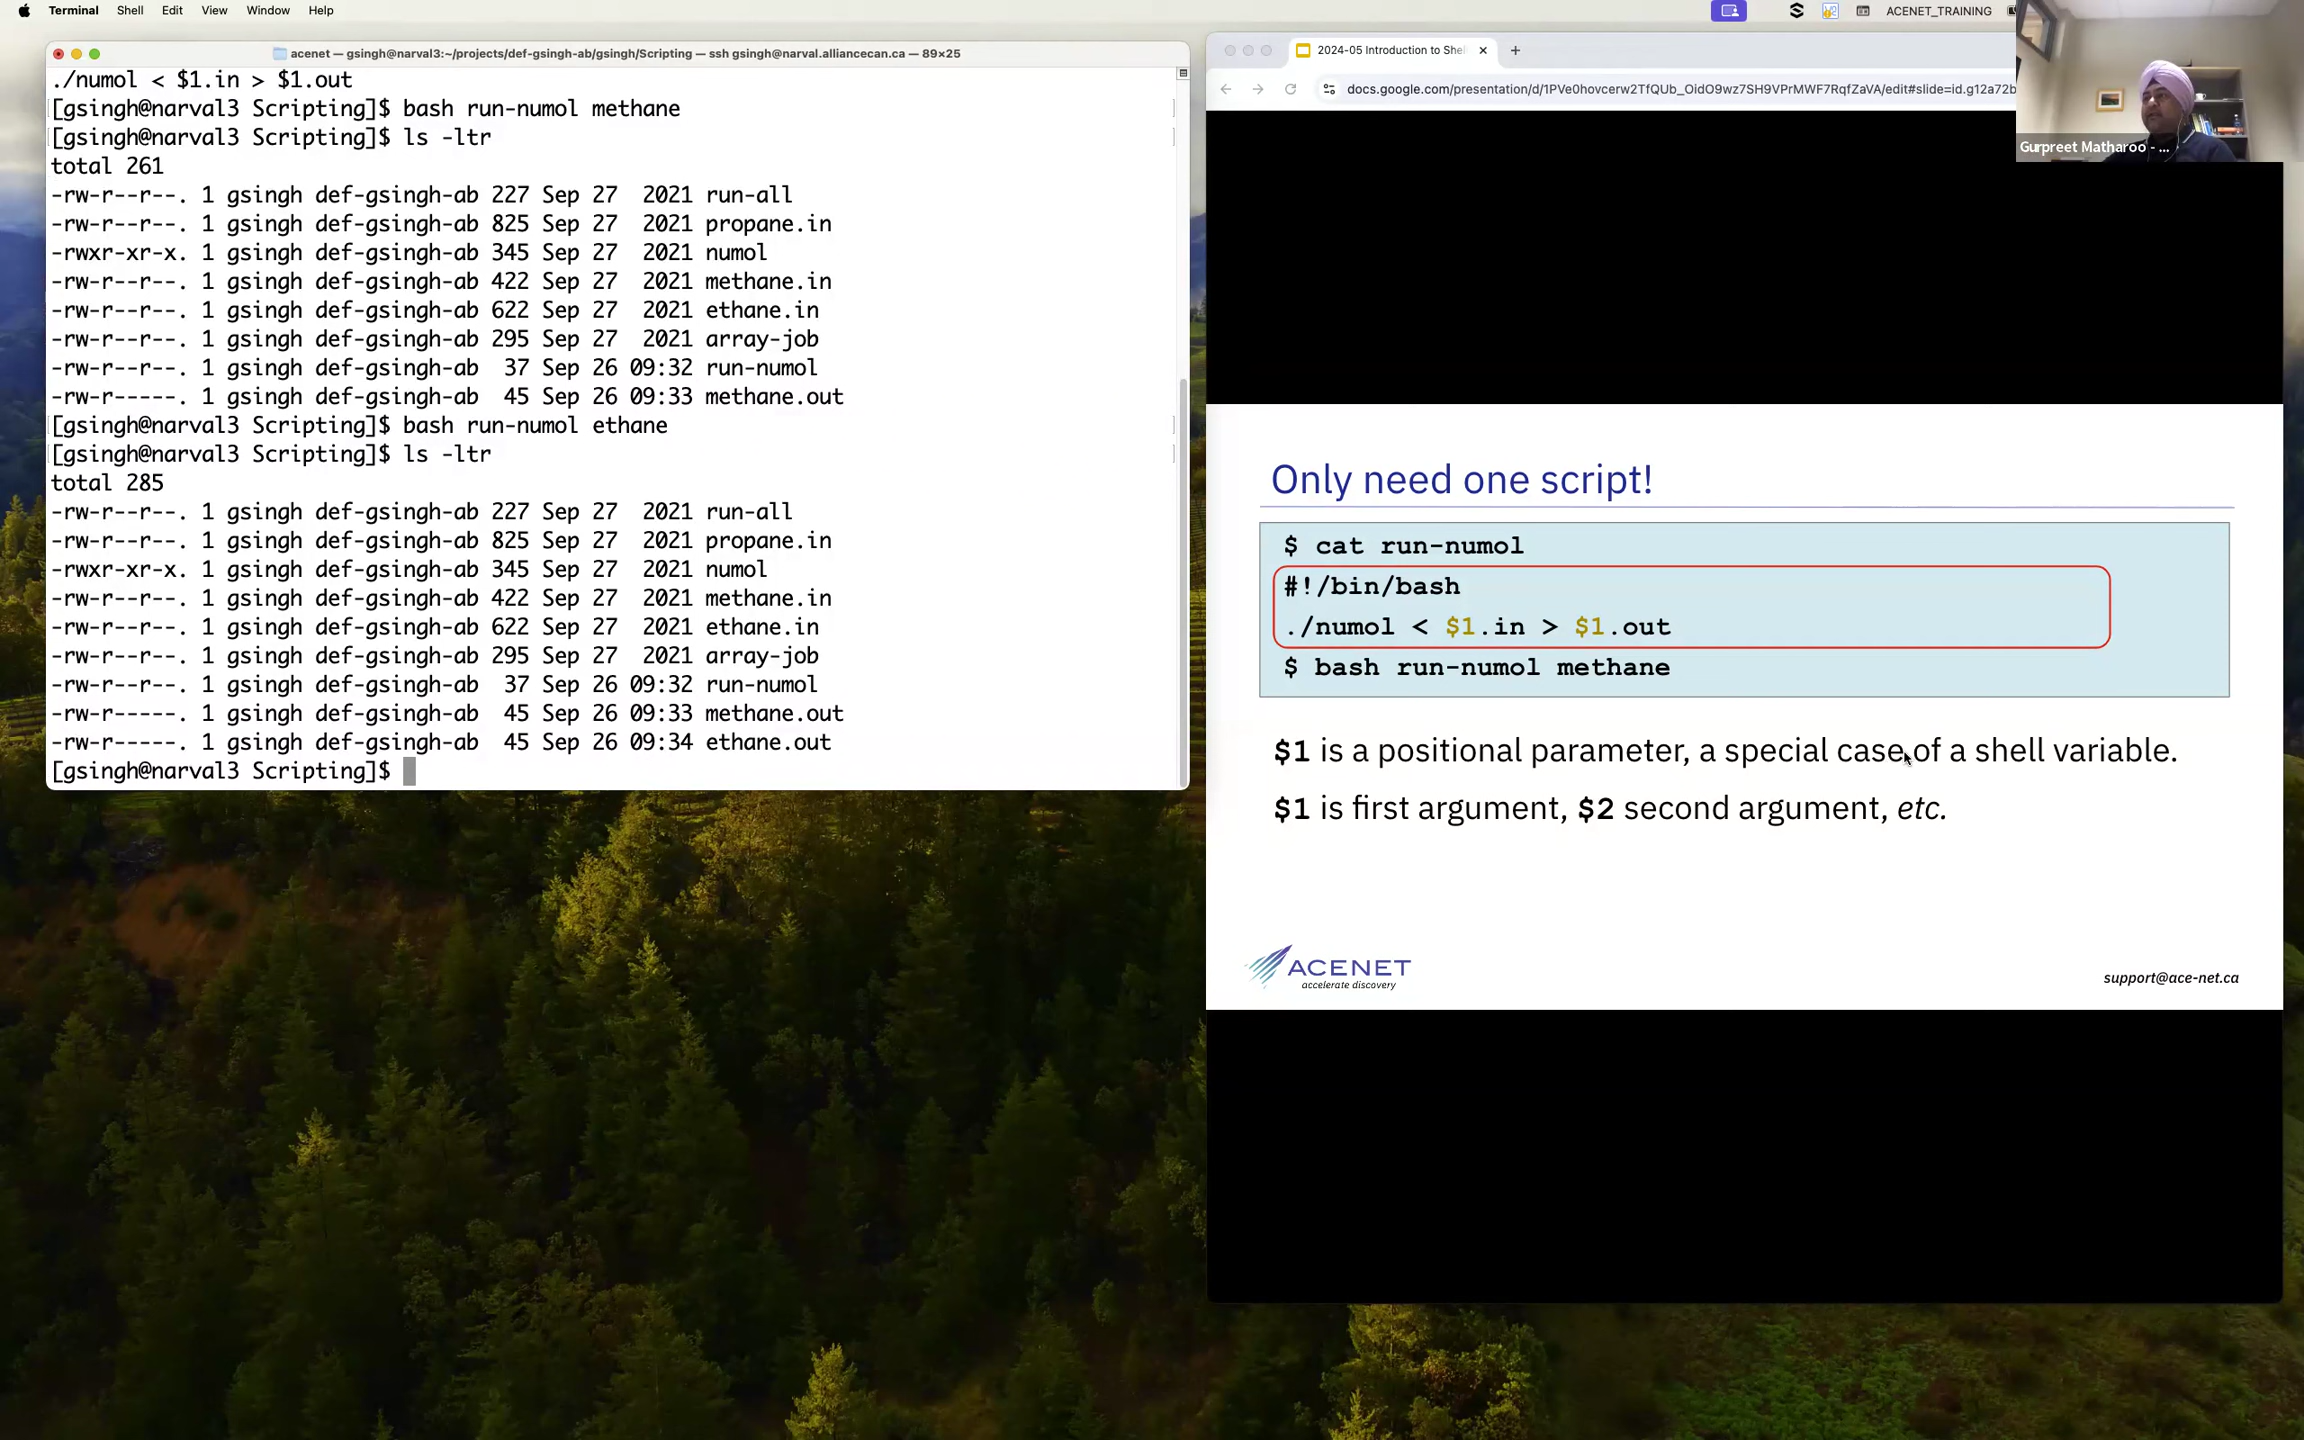 Terminal Shell Edit View Window Help
ACENET_TRAINING
acenet — gsingh@narval3:~/projects/def-gsingh-ab/gsingh/Scripting — ssh gsingh@narval.alliancecan.ca — 89×25
./numol < $1.in > $1.out
[gsingh@narval3 Scripting]$ bash run-numol methane
[gsingh@narval3 Scripting]$ ls -ltr
total 261
-rw-r--r--. 1 gsingh def-gsingh-ab 227 Sep 27  2021 run-all
-rw-r--r--. 1 gsingh def-gsingh-ab 825 Sep 27  2021 propane.in
-rwxr-xr-x. 1 gsingh def-gsingh-ab 345 Sep 27  2021 numol
-rw-r--r--. 1 gsingh def-gsingh-ab 422 Sep 27  2021 methane.in
-rw-r--r--. 1 gsingh def-gsingh-ab 622 Sep 27  2021 ethane.in
-rw-r--r--. 1 gsingh def-gsingh-ab 295 Sep 27  2021 array-job
-rw-r--r--. 1 gsingh def-gsingh-ab  37 Sep 26 09:32 run-numol
-rw-r-----. 1 gsingh def-gsingh-ab  45 Sep 26 09:33 methane.out
[gsingh@narval3 Scripting]$ bash run-numol ethane
[gsingh@narval3 Scripting]$ ls -ltr
total 285
-rw-r--r--. 1 gsingh def-gsingh-ab 227 Sep 27  2021 run-all
-rw-r--r--. 1 gsingh def-gsingh-ab 825 Sep 27  2021 propane.in
-rwxr-xr-x. 1 gsingh def-gsingh-ab 345 Sep 27  2021 numol
-rw-r--r--. 1 gsingh def-gsingh-ab 422 Sep 27  2021 methane.in
-rw-r--r--. 1 gsingh def-gsingh-ab 622 Sep 27  2021 ethane.in
-rw-r--r--. 1 gsingh def-gsingh-ab 295 Sep 27  2021 array-job
-rw-r--r--. 1 gsingh def-gsingh-ab  37 Sep 26 09:32 run-numol
-rw-r-----. 1 gsingh def-gsingh-ab  45 Sep 26 09:33 methane.out
-rw-r-----. 1 gsingh def-gsingh-ab  45 Sep 26 09:34 ethane.out
[gsingh@narval3 Scripting]$
2024-05 Introduction to She
docs.google.com/presentation/d/1PVe0hovcerw2TfQUb_OidO9wz7SH9VPrMWF7RqfZaVA/edit#slide=id.g12a72b
Gurpreet Matharoo - ...
Only need one script!
$ cat run-numol
#!/bin/bash
./numol < $1.in > $1.out
$ bash run-numol methane
$1 is a positional parameter, a special case of a shell variable.
$1 is first argument, $2 second argument, etc.
ACENET
accelerate discovery
support@ace-net.ca